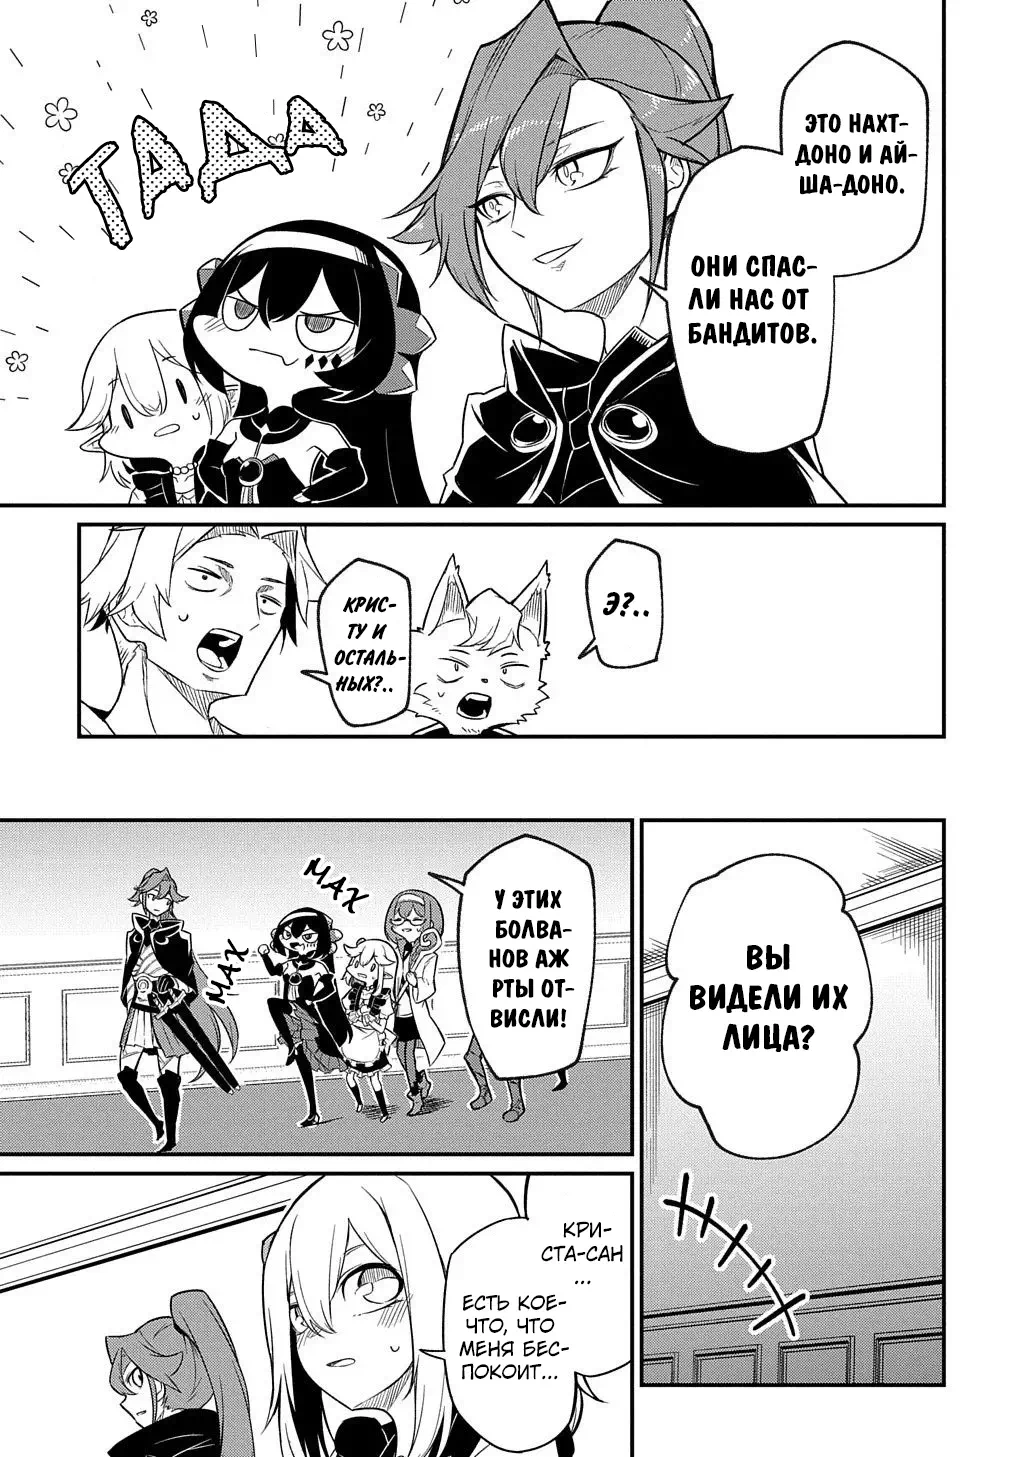 ЭТО НАХТ-
ДОНО И АЙ-
ША-ДОНО.
ОНИ СПАС-
ЛИ НАС ОТ
БАНДИТОВ.
ТАДА
Э?..
КРИС-
ТУ И
ОСТАЛЬ-
НЫХ?..
ВЫ
ВИДЕЛИ ИХ
ЛИЦА?
У ЭТИХ
БОЛВА-
НОВ АЖ
РТЫ ОТ-
ВИСЛИ!
МАХ
МАХ
КРИ-
СТА-САН
...
ЕСТЬ КОЕ-
ЧТО, ЧТО
МЕНЯ БЕС-
ПОКОИТ...